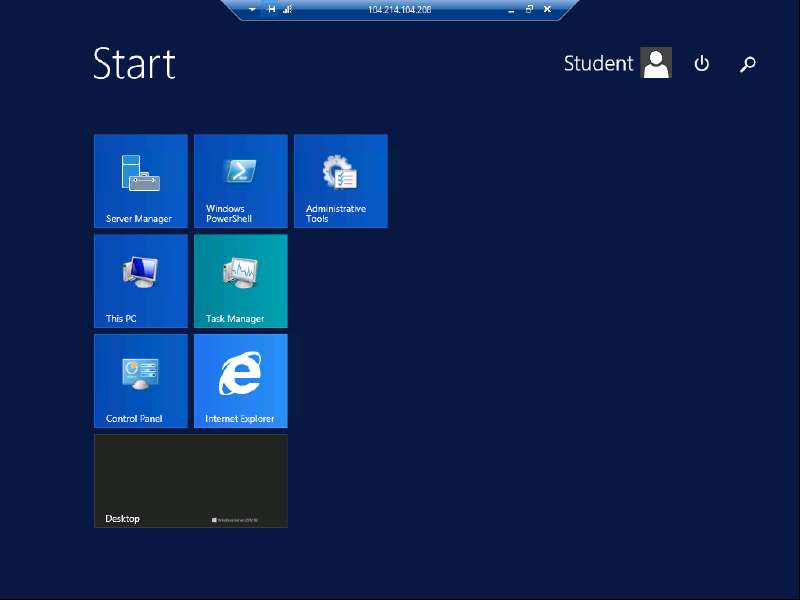 104.214.104.208
Start
Student
Server Manager
Windows
PowerShell
Administrative
Tools
This PC
Task Manager
Control Panel
Internet Explorer
Desktop